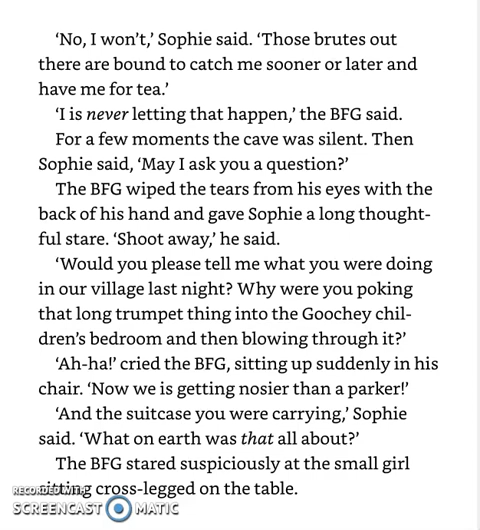 ‘No, I won’t,’ Sophie said. ‘Those brutes out
there are bound to catch me sooner or later and
have me for tea.’
‘I is never letting that happen,’ the BFG said.
For a few moments the cave was silent. Then
Sophie said, ‘May I ask you a question?’
The BFG wiped the tears from his eyes with the
back of his hand and gave Sophie a long thought-
ful stare. ‘Shoot away,’ he said.
‘Would you please tell me what you were doing
in our village last night? Why were you poking
that long trumpet thing into the Goochey chil-
dren’s bedroom and then blowing through it?’
‘Ah-ha!’ cried the BFG, sitting up suddenly in his
chair. ‘Now we is getting nosier than a parker!’
‘And the suitcase you were carrying,’ Sophie
said. ‘What on earth was that all about?’
The BFG stared suspiciously at the small girl
sitting cross-legged on the table.
RECORDED WITH
SCREENCAST MATIC